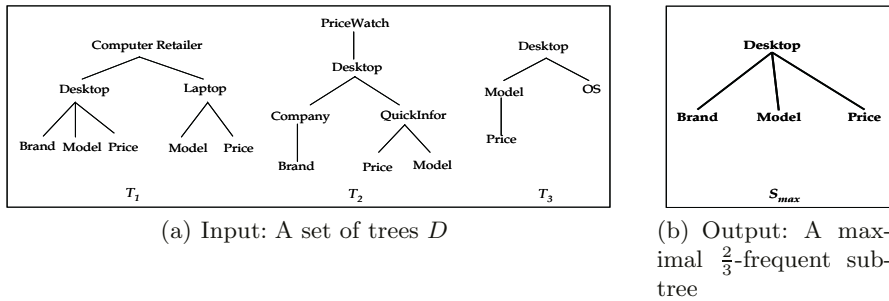 Computer Retailer
Desktop Laptop
Brand Model Price Model Price
T1
PriceWatch
Desktop
Company QuickInfor
Brand Price Model
T2
Desktop
Model OS
Price
T3
(a) Input: A set of trees D
Desktop
Brand Model Price
Smax
(b) Output: A max-
imal 2/3-frequent sub-
tree